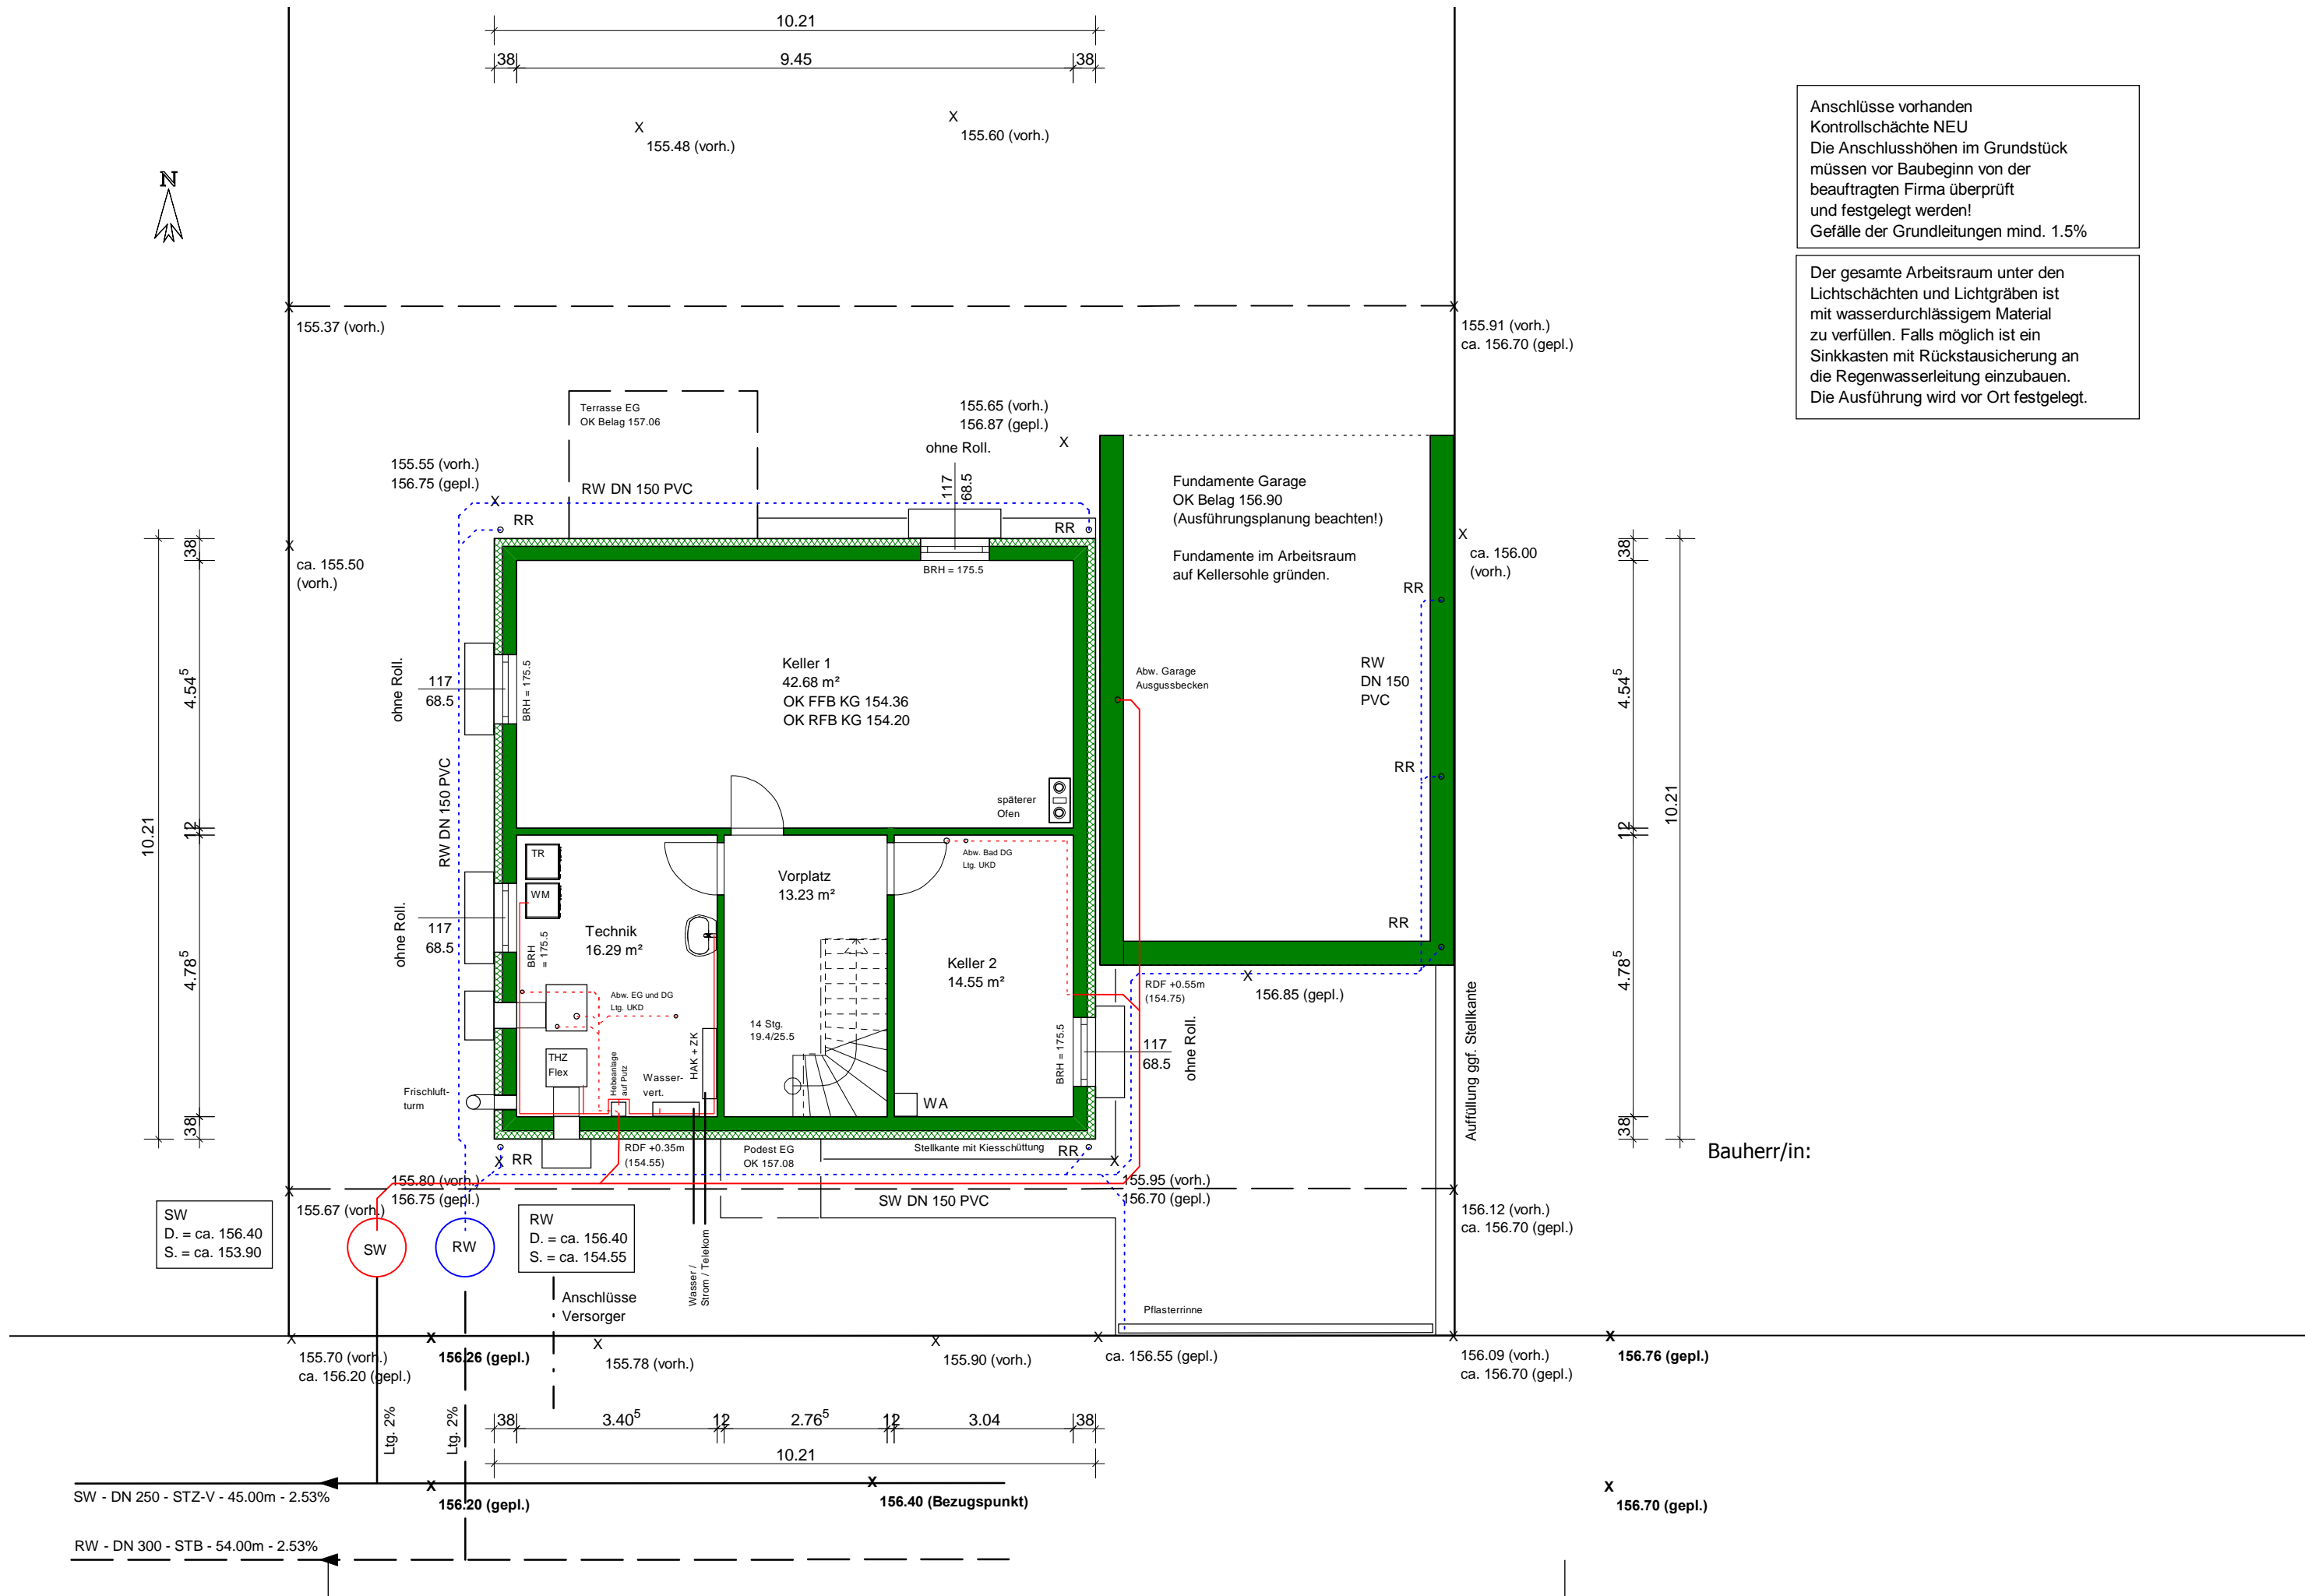 10.21
38
9.45
38
X
155.48 (vorh.)
X
155.60 (vorh.)
N
Anschlüsse vorhanden
Kontrollschächte NEU
Die Anschlusshöhen im Grundstück
müssen vor Baubeginn von der
beauftragten Firma überprüft
und festgelegt werden!
Gefälle der Grundleitungen mind. 1.5%
Der gesamte Arbeitsraum unter den
Lichtschächten und Lichtgräben ist
mit wasserdurchlässigem Material
zu verfüllen. Falls möglich ist ein
Sinkkasten mit Rückstausicherung an
die Regenwasserleitung einzubauen.
Die Ausführung wird vor Ort festgelegt.
X
155.37 (vorh.)
X
155.91 (vorh.)
ca. 156.70 (gepl.)
Terrasse EG
OK Belag 157.06
155.65 (vorh.)
156.87 (gepl.)
X
ohne Roll.
117
68.5
155.55 (vorh.)
156.75 (gepl.)
X
RW DN 150 PVC
RR
RR
BRH = 175.5
Fundamente Garage
OK Belag 156.90
(Ausführungsplanung beachten!)
Fundamente im Arbeitsraum
auf Kellersohle gründen.
X
ca. 155.50
(vorh.)
X
ca. 156.00
(vorh.)
RR
38
4.54⁵
12
4.78⁵
38
10.21
ohne Roll.
117
68.5
BRH = 175.5
Keller 1
42.68 m²
OK FFB KG 154.36
OK RFB KG 154.20
Abw. Garage
Ausgussbecken
RW
DN 150
PVC
RR
RW DN 150 PVC
späterer
Ofen
38
4.54⁵
12
4.78⁵
38
10.21
TR
WM
Vorplatz
13.23 m²
Abw. Bad DG
Ltg. UKD
ohne Roll.
117
68.5
BRH
= 175.5
Technik
16.29 m²
Keller 2
14.55 m²
RR
Abw. EG und DG
Ltg. UKD
14 Stg.
19.4/25.5
RDF +0.55m
(154.75)
X
156.85 (gepl.)
THZ
Flex
Hebeanlage
auf Putz
Wasser-
vert.
HAK + ZK
BRH = 175.5
117
68.5
ohne Roll.
Auffüllung ggf. Stellkante
Frischluft-
turm
WA
X
RR
RDF +0.35m
(154.55)
Podest EG
OK 157.08
Stellkante mit Kiesschüttung
RR
X
Bauherr/in:
155.80 (vorh.)
156.75 (gepl.)
155.95 (vorh.)
156.70 (gepl.)
X
155.67 (vorh.)
SW DN 150 PVC
X
156.12 (vorh.)
ca. 156.70 (gepl.)
SW
D. = ca. 156.40
S. = ca. 153.90
SW
RW
RW
D. = ca. 156.40
S. = ca. 154.55
Wasser /
Strom / Telekom
Anschlüsse
Versorger
Pflasterrinne
X
155.70 (vorh.)
ca. 156.20 (gepl.)
X
156.26 (gepl.)
X
155.78 (vorh.)
X
155.90 (vorh.)
X
ca. 156.55 (gepl.)
X
156.09 (vorh.)
ca. 156.70 (gepl.)
X
156.76 (gepl.)
Ltg. 2%
Ltg. 2%
38
3.40⁵
12
2.76⁵
12
3.04
38
10.21
SW - DN 250 - STZ-V - 45.00m - 2.53%
X
156.20 (gepl.)
X
156.40 (Bezugspunkt)
X
156.70 (gepl.)
RW - DN 300 - STB - 54.00m - 2.53%